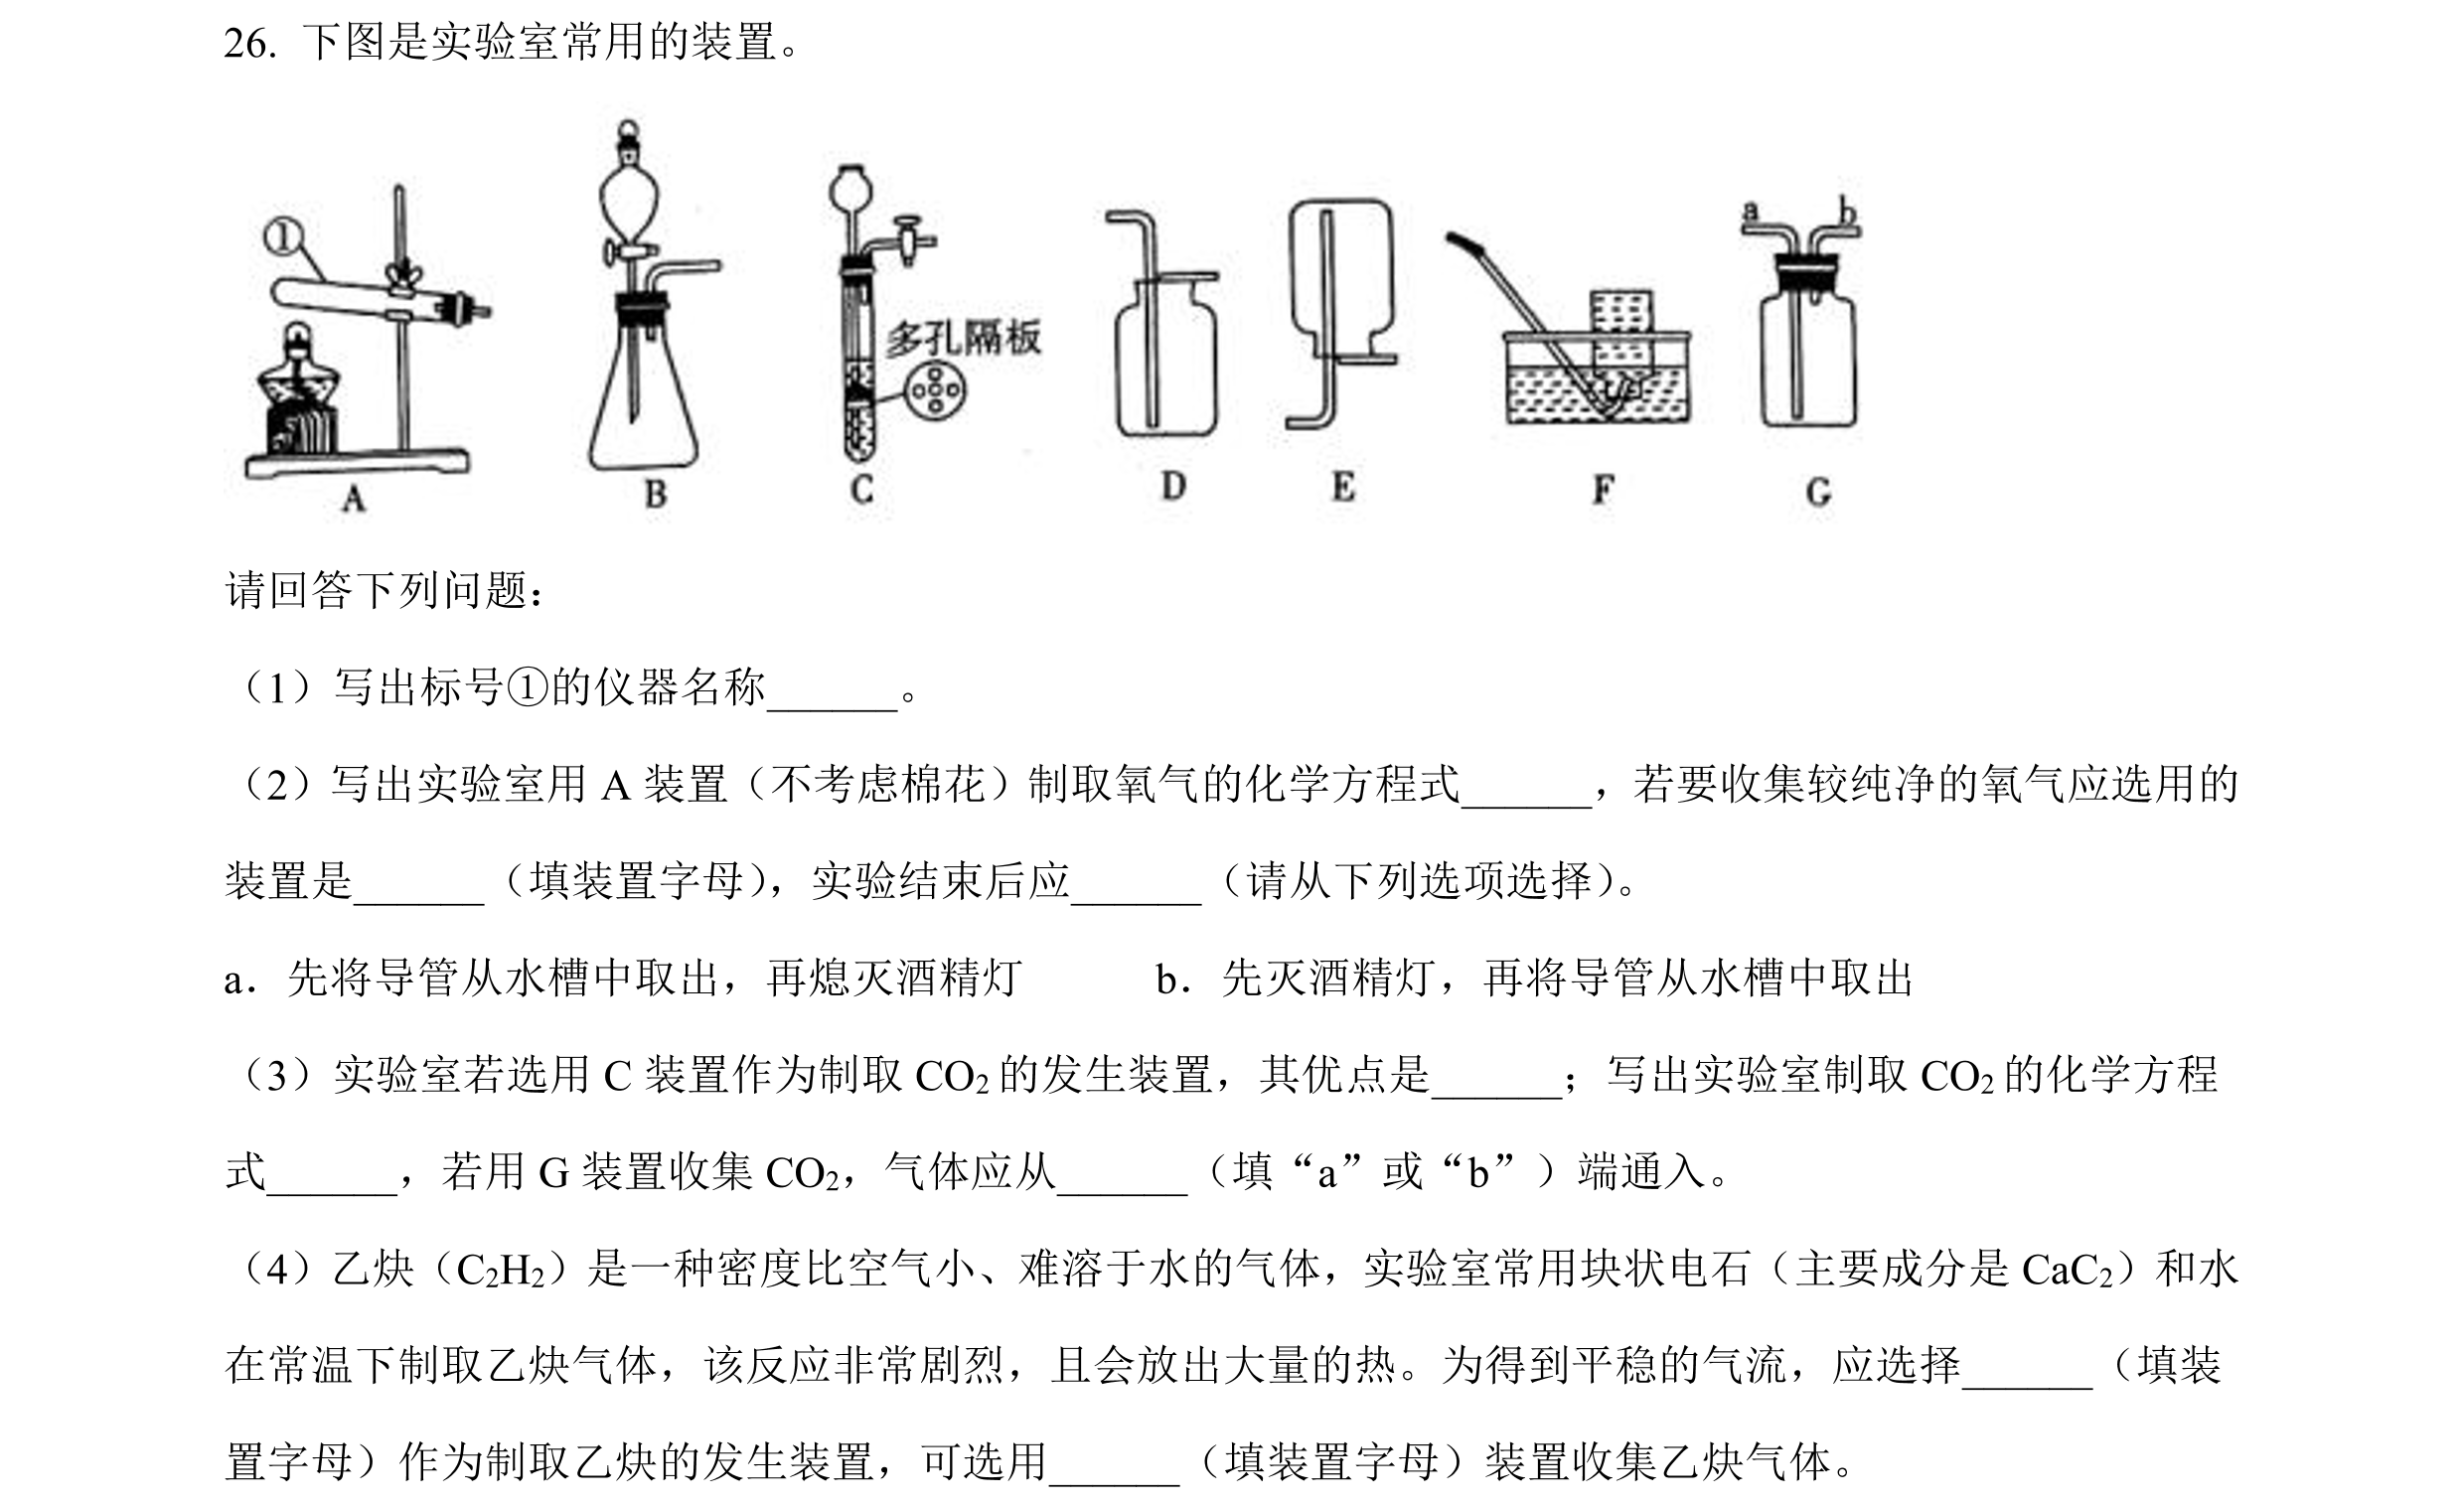 26. 下图是实验室常用的装置。
①
a b
多孔隔板
A B C D E F G
请回答下列问题：
（1）写出标号①的仪器名称______。
（2）写出实验室用 A 装置（不考虑棉花）制取氧气的化学方程式______，若要收集较纯净的氧气应选用的
装置是______（填装置字母），实验结束后应______（请从下列选项选择）。
a．先将导管从水槽中取出，再熄灭酒精灯 b．先灭酒精灯，再将导管从水槽中取出
（3）实验室若选用 C 装置作为制取 CO₂的发生装置，其优点是______；写出实验室制取 CO₂的化学方程
式______，若用 G 装置收集 CO₂，气体应从______（填“a”或“b”）端通入。
（4）乙炔（C₂H₂）是一种密度比空气小、难溶于水的气体，实验室常用块状电石（主要成分是 CaC₂）和水
在常温下制取乙炔气体，该反应非常剧烈，且会放出大量的热。为得到平稳的气流，应选择______（填装
置字母）作为制取乙炔的发生装置，可选用______（填装置字母）装置收集乙炔气体。